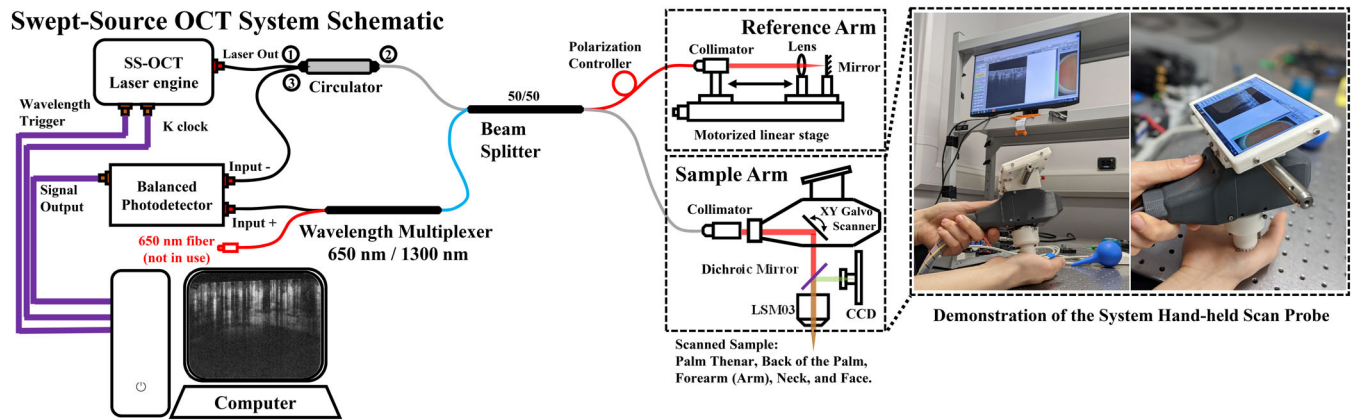 Swept-Source OCT System Schematic
SS-OCT
Laser engine
Laser Out
①
②
③
Circulator
Wavelength
Trigger
K clock
Signal
Output
Balanced
Photodetector
Input -
Input +
650 nm fiber
(not in use)
Wavelength Multiplexer
650 nm / 1300 nm
50/50
Beam
Splitter
Computer
Polarization
Controller
Reference Arm
Collimator
Lens
Mirror
Motorized linear stage
Sample Arm
Collimator
XY Galvo
Scanner
Dichroic Mirror
LSM03
CCD
Scanned Sample:
Palm Thenar, Back of the Palm,
Forearm (Arm), Neck, and Face.
Demonstration of the System Hand-held Scan Probe